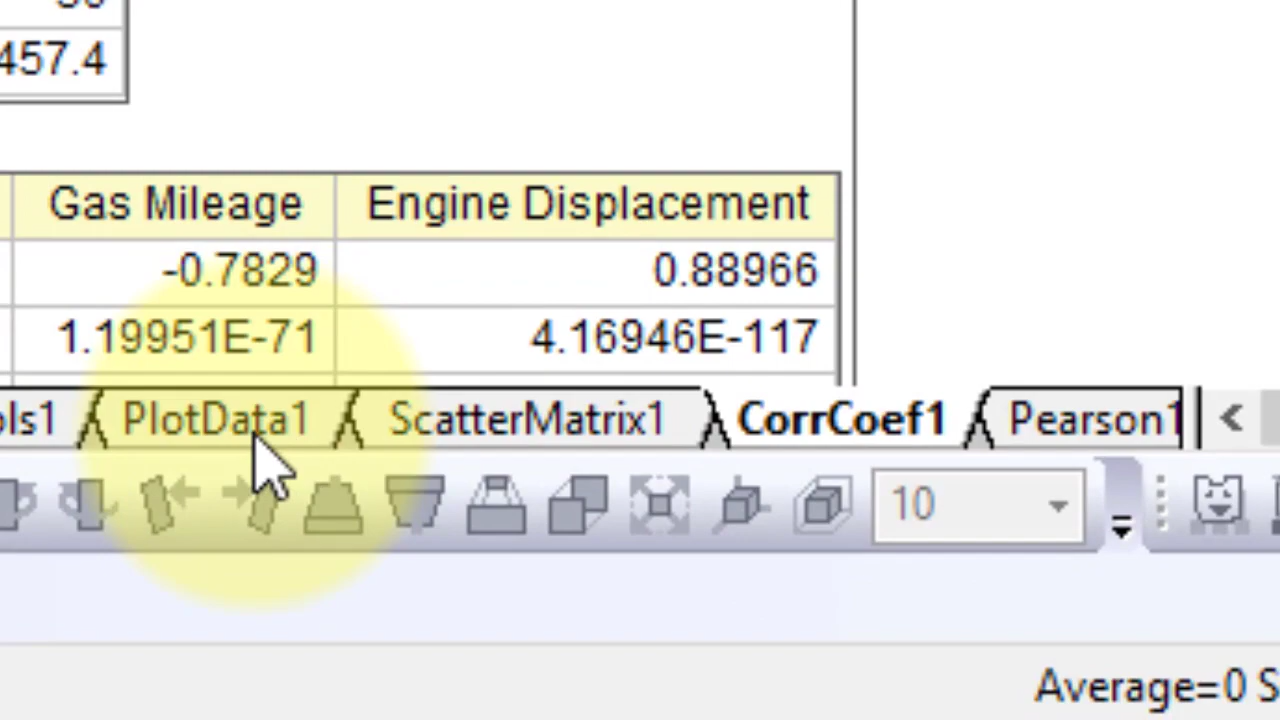 457.4
Gas Mileage Engine Displacement
-0.7829 0.88966
1.19951E-71 4.16946E-117
ols1 PlotData1 ScatterMatrix1 CorrCoef1 Pearson1
10
Average=0 S